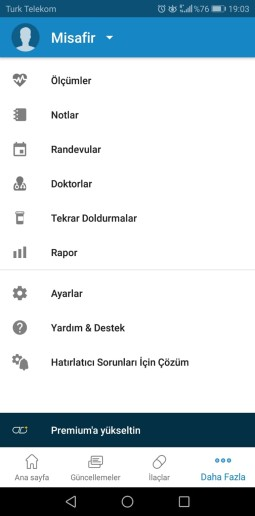 Turk Telekom %76 19:03
Misafir
Ölçümler
Notlar
Randevular
Doktorlar
Tekrar Doldurmalar
Rapor
Ayarlar
Yardım & Destek
Hatırlatıcı Sorunları İçin Çözüm
Premium'a yükseltin
Ana sayfa Güncellemeler İlaçlar Daha Fazla